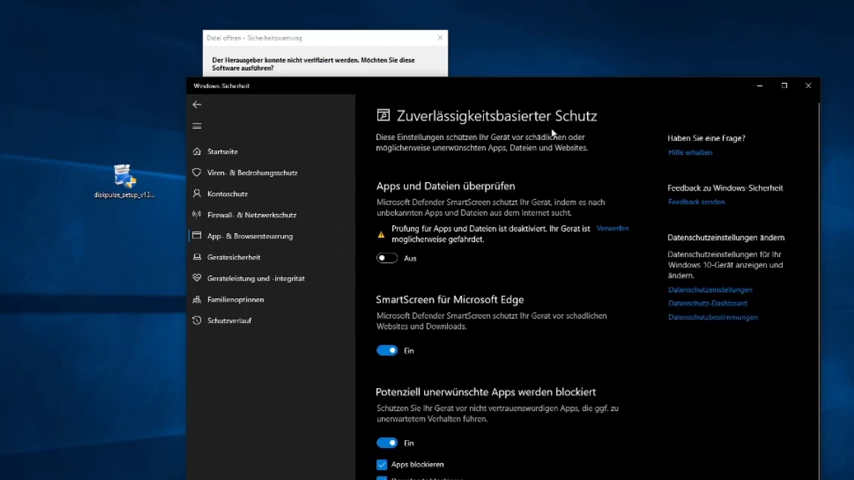 Datei öffnen - Sicherheitswarnung
Der Herausgeber konnte nicht verifiziert werden. Möchten Sie diese
Software ausführen?
Windows-Sicherheit
diskpulse_setup_v12...
Startseite
Viren- & Bedrohungsschutz
Kontoschutz
Firewall- & Netzwerkschutz
App- & Browsersteuerung
Gerätesicherheit
Geräteleistung und -integrität
Familienoptionen
Schutzverlauf
Zuverlässigkeitsbasierter Schutz
Diese Einstellungen schützen Ihr Gerät vor schädlichen oder
möglicherweise unerwünschten Apps, Dateien und Websites.
Apps und Dateien überprüfen
Microsoft Defender SmartScreen schützt Ihr Gerät, indem es nach
unbekannten Apps und Dateien aus dem Internet sucht.
Prüfung für Apps und Dateien ist deaktiviert. Ihr Gerät ist
möglicherweise gefährdet.
Verwerfen
Aus
SmartScreen für Microsoft Edge
Microsoft Defender SmartScreen schützt Ihr Gerät vor schädlichen
Websites und Downloads.
Ein
Potenziell unerwünschte Apps werden blockiert
Schützen Sie Ihr Gerät vor nicht vertrauenswürdigen Apps, die ggf. zu
unerwartetem Verhalten führen.
Ein
Apps blockieren
Haben Sie eine Frage?
Hilfe erhalten
Feedback zu Windows-Sicherheit
Feedback senden
Datenschutzeinstellungen ändern
Datenschutzeinstellungen für Ihr
Windows 10-Gerät anzeigen und
ändern.
Datenschutzeinstellungen
Datenschutz-Dashboard
Datenschutzbestimmungen